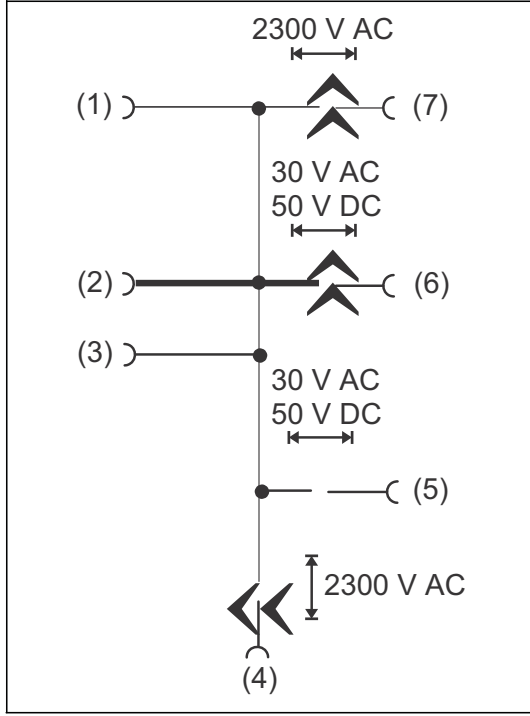 2300 V AC
(1)
(7)
30 V AC
50 V DC
(2)
(6)
(3)
30 V AC
50 V DC
(5)
2300 V AC
(4)